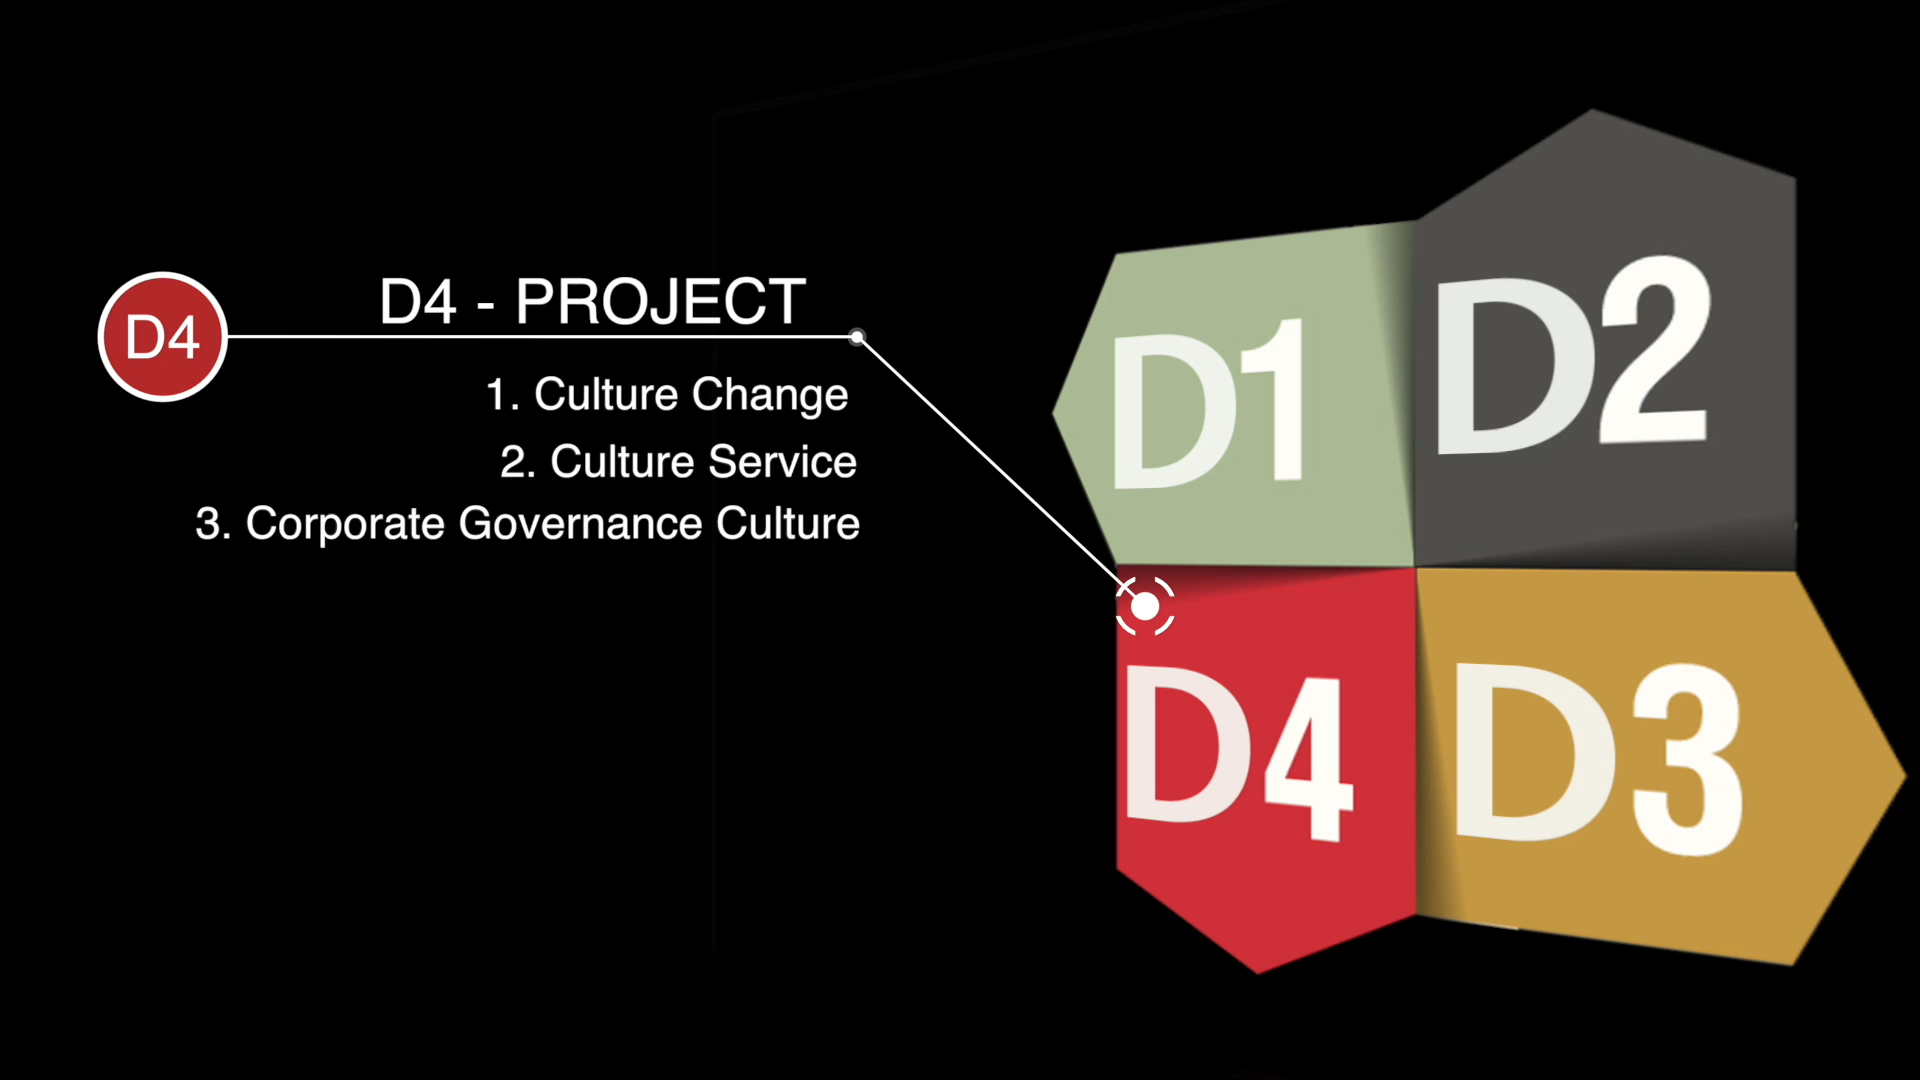 D4
D4 - PROJECT
1. Culture Change
2. Culture Service
3. Corporate Governance Culture
D1
D2
D4
D3